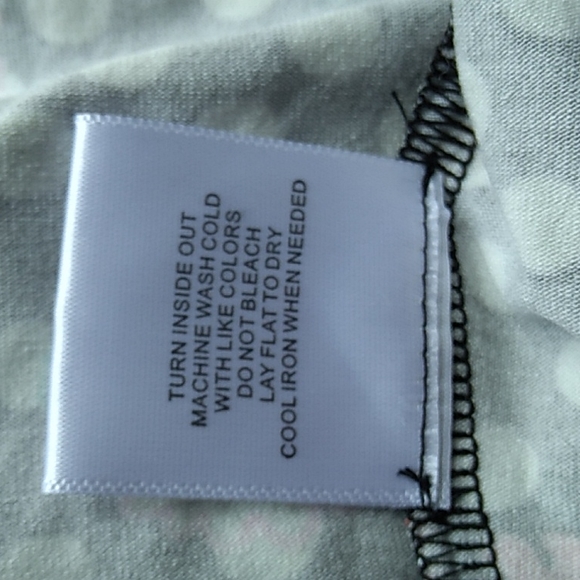 TURN INSIDE OUT
MACHINE WASH COLD
WITH LIKE COLORS
DO NOT BLEACH
LAY FLAT TO DRY
COOL IRON WHEN NEEDED